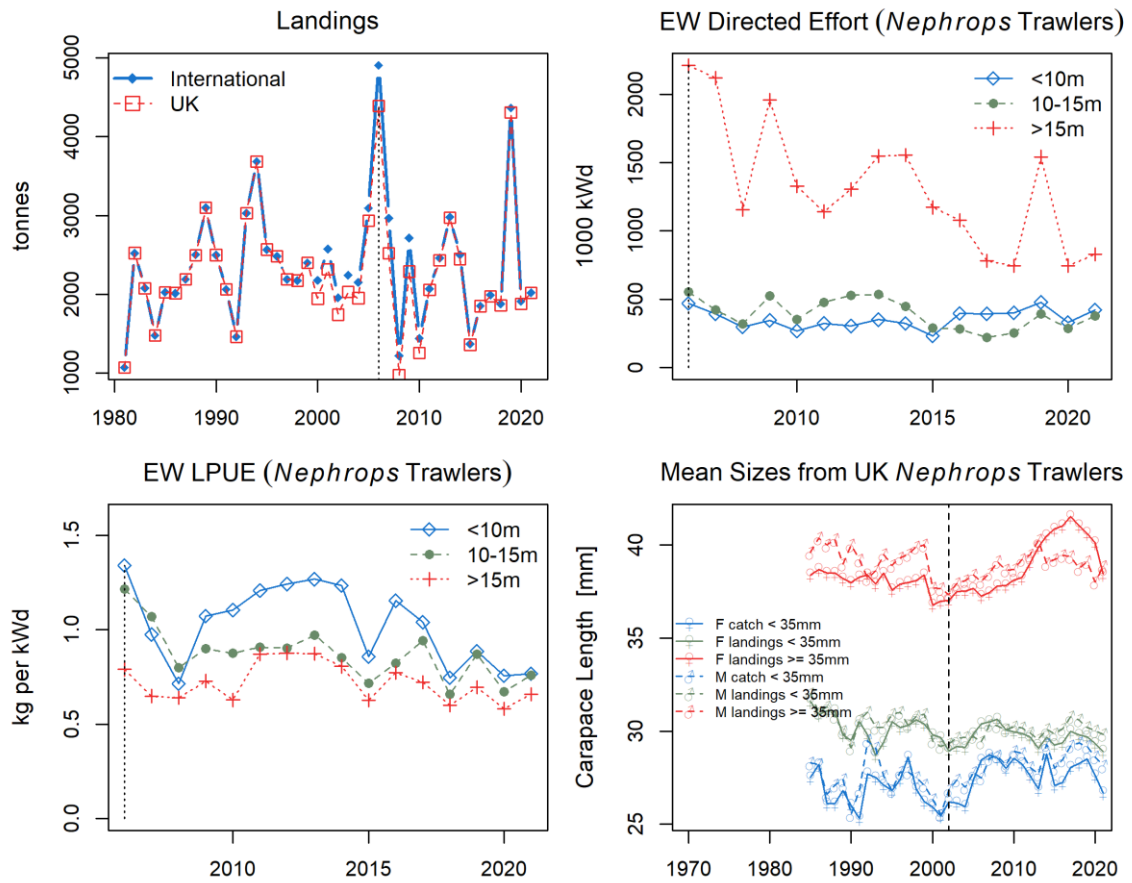 Landings
International
UK
tonnes
5000
4000
3000
2000
1000
1980 1990 2000 2010 2020
EW Directed Effort (Nephrops Trawlers)
<10m
10-15m
>15m
1000 kWd
2000
1500
1000
500
0
2010 2015 2020
EW LPUE (Nephrops Trawlers)
<10m
10-15m
>15m
kg per kWd
1.5
1.0
0.5
0.0
2010 2015 2020
Mean Sizes from UK Nephrops Trawlers
Carapace Length [mm]
40
35
30
25
F catch < 35mm
F landings < 35mm
F landings >= 35mm
M catch < 35mm
M landings < 35mm
M landings >= 35mm
1970 1980 1990 2000 2010 2020